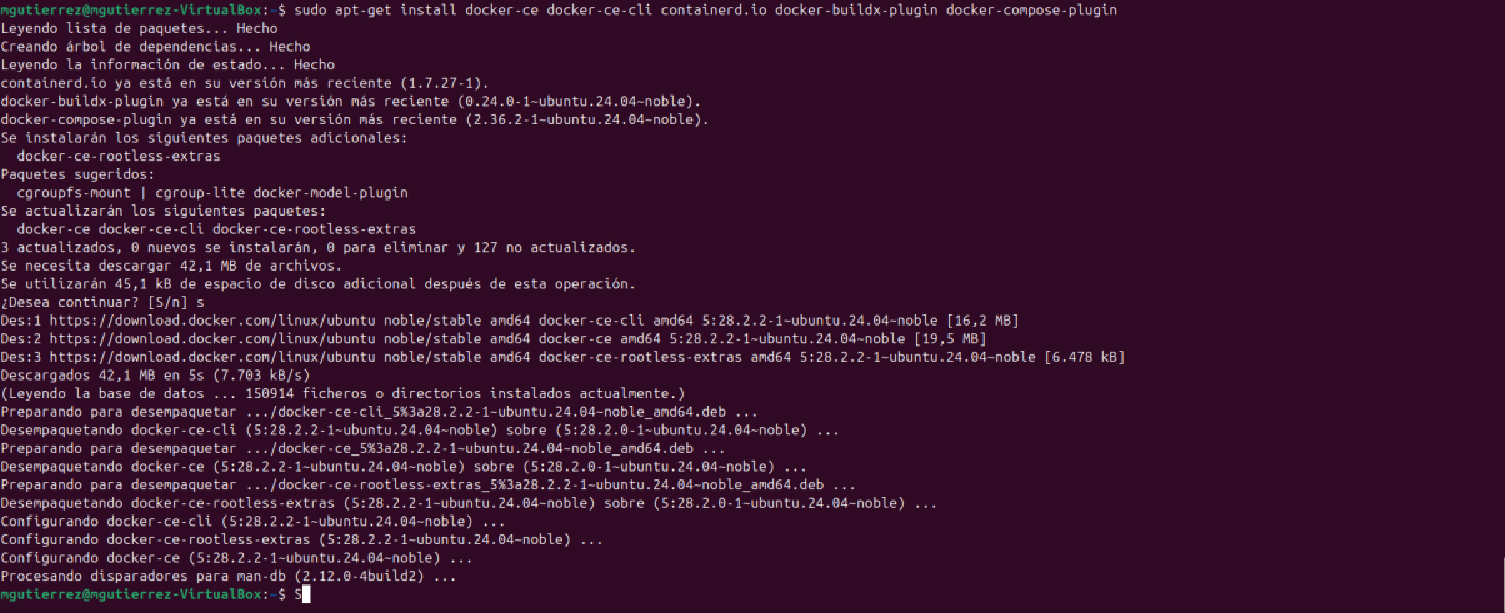 mgutierrez@mgutierrez-VirtualBox:~$ sudo apt-get install docker-ce docker-ce-cli containerd.io docker-buildx-plugin docker-compose-plugin
Leyendo lista de paquetes... Hecho
Creando árbol de dependencias... Hecho
Leyendo la información de estado... Hecho
containerd.io ya está en su versión más reciente (1.7.27-1).
docker-buildx-plugin ya está en su versión más reciente (0.24.0-1~ubuntu.24.04~noble).
docker-compose-plugin ya está en su versión más reciente (2.36.2-1~ubuntu.24.04~noble).
Se instalarán los siguientes paquetes adicionales:
  docker-ce-rootless-extras
Paquetes sugeridos:
  cgroupfs-mount | cgroup-lite docker-model-plugin
Se actualizarán los siguientes paquetes:
  docker-ce docker-ce-cli docker-ce-rootless-extras
3 actualizados, 0 nuevos se instalarán, 0 para eliminar y 127 no actualizados.
Se necesita descargar 42,1 MB de archivos.
Se utilizarán 45,1 kB de espacio de disco adicional después de esta operación.
¿Desea continuar? [S/n] s
Des:1 https://download.docker.com/linux/ubuntu noble/stable amd64 docker-ce-cli amd64 5:28.2.2-1~ubuntu.24.04~noble [16,2 MB]
Des:2 https://download.docker.com/linux/ubuntu noble/stable amd64 docker-ce amd64 5:28.2.2-1~ubuntu.24.04~noble [19,5 MB]
Des:3 https://download.docker.com/linux/ubuntu noble/stable amd64 docker-ce-rootless-extras amd64 5:28.2.2-1~ubuntu.24.04~noble [6.478 kB]
Descargados 42,1 MB en 5s (7.703 kB/s)
(Leyendo la base de datos ... 150914 ficheros o directorios instalados actualmente.)
Preparando para desempaquetar .../docker-ce-cli_5%3a28.2.2-1~ubuntu.24.04~noble_amd64.deb ...
Desempaquetando docker-ce-cli (5:28.2.2-1~ubuntu.24.04~noble) sobre (5:28.2.0-1~ubuntu.24.04~noble) ...
Preparando para desempaquetar .../docker-ce_5%3a28.2.2-1~ubuntu.24.04~noble_amd64.deb ...
Desempaquetando docker-ce (5:28.2.2-1~ubuntu.24.04~noble) sobre (5:28.2.0-1~ubuntu.24.04~noble) ...
Preparando para desempaquetar .../docker-ce-rootless-extras_5%3a28.2.2-1~ubuntu.24.04~noble_amd64.deb ...
Desempaquetando docker-ce-rootless-extras (5:28.2.2-1~ubuntu.24.04~noble) sobre (5:28.2.0-1~ubuntu.24.04~noble) ...
Configurando docker-ce-cli (5:28.2.2-1~ubuntu.24.04~noble) ...
Configurando docker-ce-rootless-extras (5:28.2.2-1~ubuntu.24.04~noble) ...
Configurando docker-ce (5:28.2.2-1~ubuntu.24.04~noble) ...
Procesando disparadores para man-db (2.12.0-4build2) ...
mgutierrez@mgutierrez-VirtualBox:~$ S